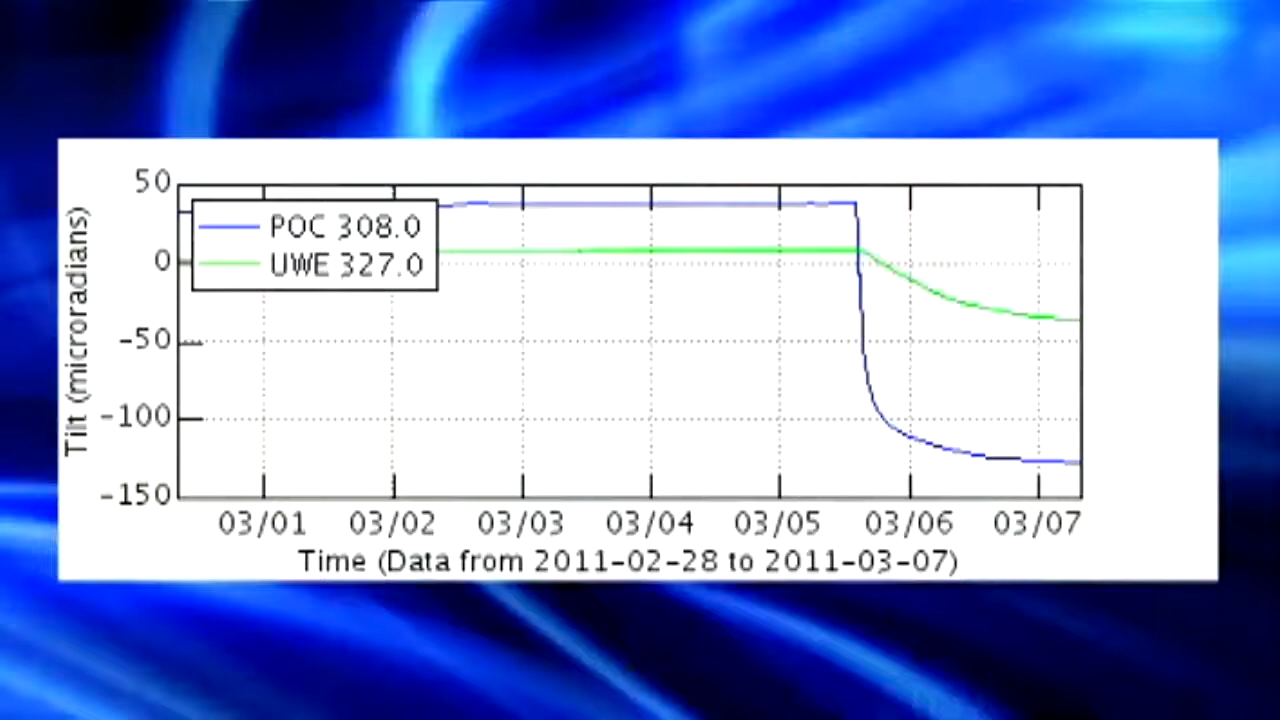 50
0
-50
-100
-150
Tilt (microradians)
POC 308.0
UWE 327.0
03/01 03/02 03/03 03/04 03/05 03/06 03/07
Time (Data from 2011-02-28 to 2011-03-07)